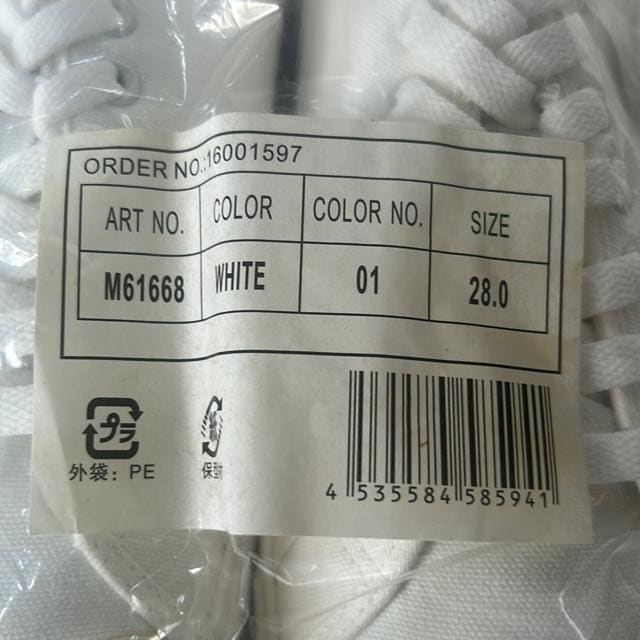 ORDER NO.:16001597
ART NO. COLOR COLOR NO. SIZE
M61668 WHITE 01 28.0
プラ
外袋: PE
4 535584 585941